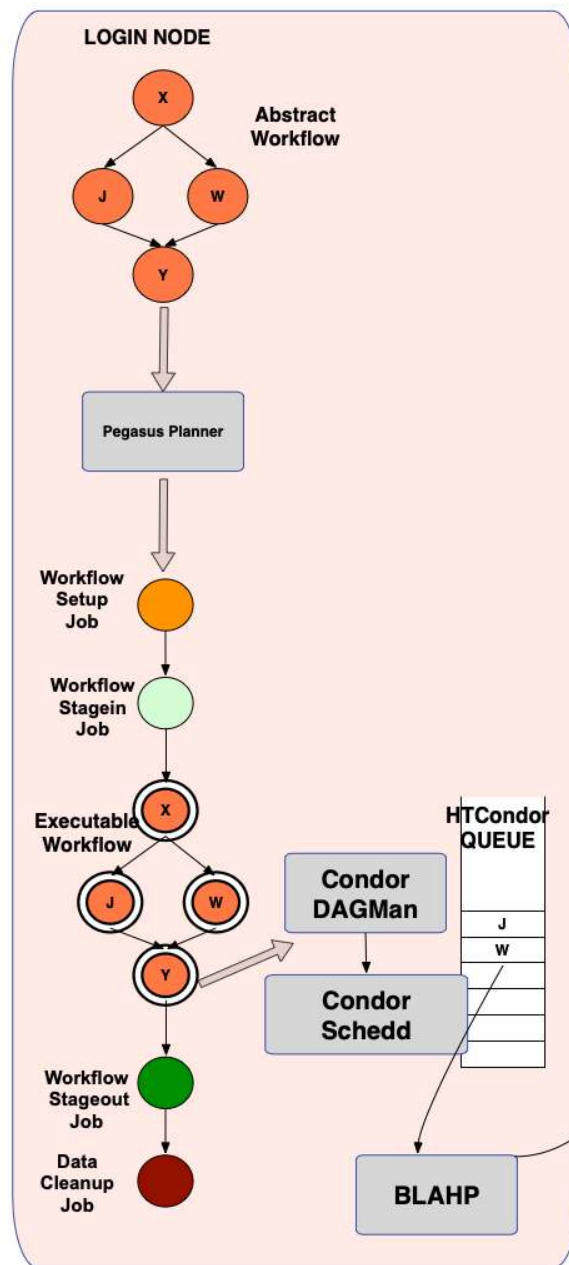 LOGIN NODE
X
Abstract
Workflow
J
W
Y
Pegasus Planner
Workflow
Setup
Job
Workflow
Stagein
Job
X
Executable
Workflow
J
W
Y
Condor
DAGMan
Condor
Schedd
HTCondor
QUEUE
J
W
Workflow
Stageout
Job
Data
Cleanup
Job
BLAHP